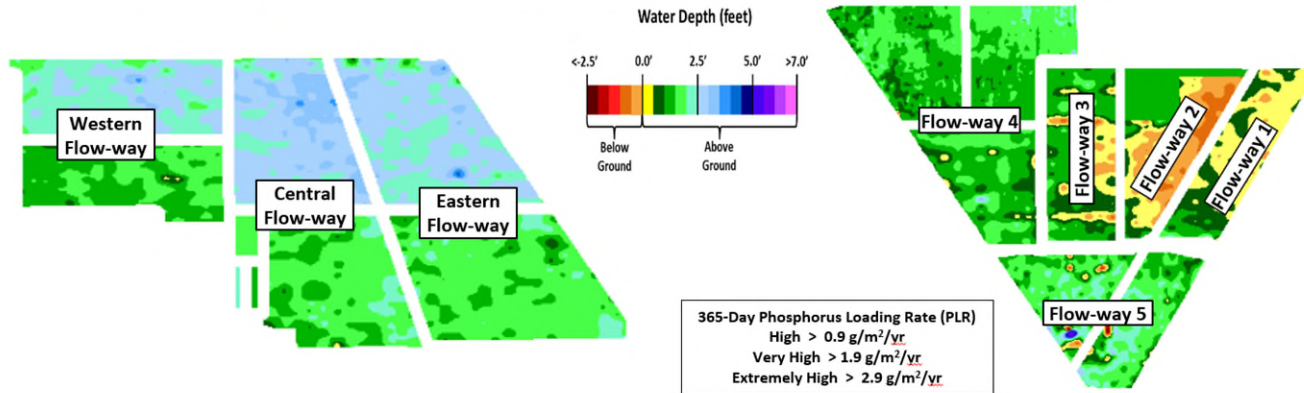 Water Depth (feet)
<-2.5' 0.0' 2.5' 5.0' >7.0'
Below
Ground
Above
Ground
Western
Flow-way
Central
Flow-way
Eastern
Flow-way
Flow-way 4
Flow-way 3
Flow-way 2
Flow-way 1
Flow-way 5
365-Day Phosphorus Loading Rate (PLR)
High > 0.9 g/m²/yr
Very High > 1.9 g/m²/yr
Extremely High > 2.9 g/m²/yr